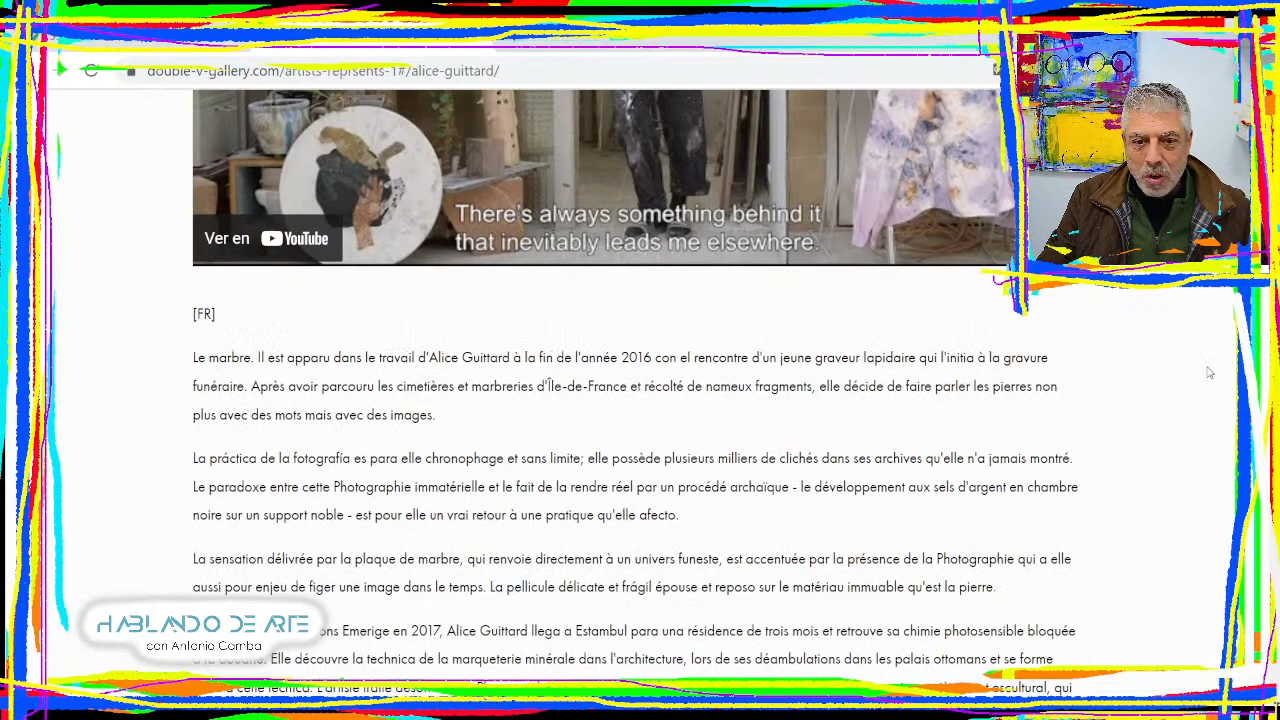 double-v-gallery.com/artists-reprsents-1#/alice-guittard/
There's always something behind it
that inevitably leads me elsewhere.
Ver en YouTube
[FR]
Le marbre. Il est apparu dans le travail d'Alice Guittard à la fin de l'année 2016 con el rencontre d'un jeune graveur lapidaire qui l'initia à la gravure
funéraire. Après avoir parcouru les cimetières et marbreries d'Île-de-France et récolté de nameux fragments, elle décide de faire parler les pierres non
plus avec des mots mais avec des images.
La práctica de la fotografía es para elle chronophage et sans limite; elle possède plusieurs milliers de clichés dans ses archives qu'elle n'a jamais montré.
Le paradoxe entre cette Photographie immatérielle et le fait de la rendre réel par un procédé archaïque - le développement aux sels d'argent en chambre
noire sur un support noble - est pour elle un vrai retour à une pratique qu'elle afecto.
La sensation délivrée par la plaque de marbre, qui renvoie directement à un univers funeste, est accentuée par la présence de la Photographie qui a elle
aussi pour enjeu de figer une image dans le temps. La pellicule délicate et frágil épouse et reposo sur le matériau immuable qu'est la pierre.
HABLANDO DE ARTE
con Antonio Camba
Emerige en 2017, Alice Guittard llega a Estambul para una résidence de trois mois et retrouve sa chimie photosensible bloquée
Elle découvre la technica de la marqueterie minérale dans l'architecture, lors de ses déambulations dans les palais ottomans et se forme